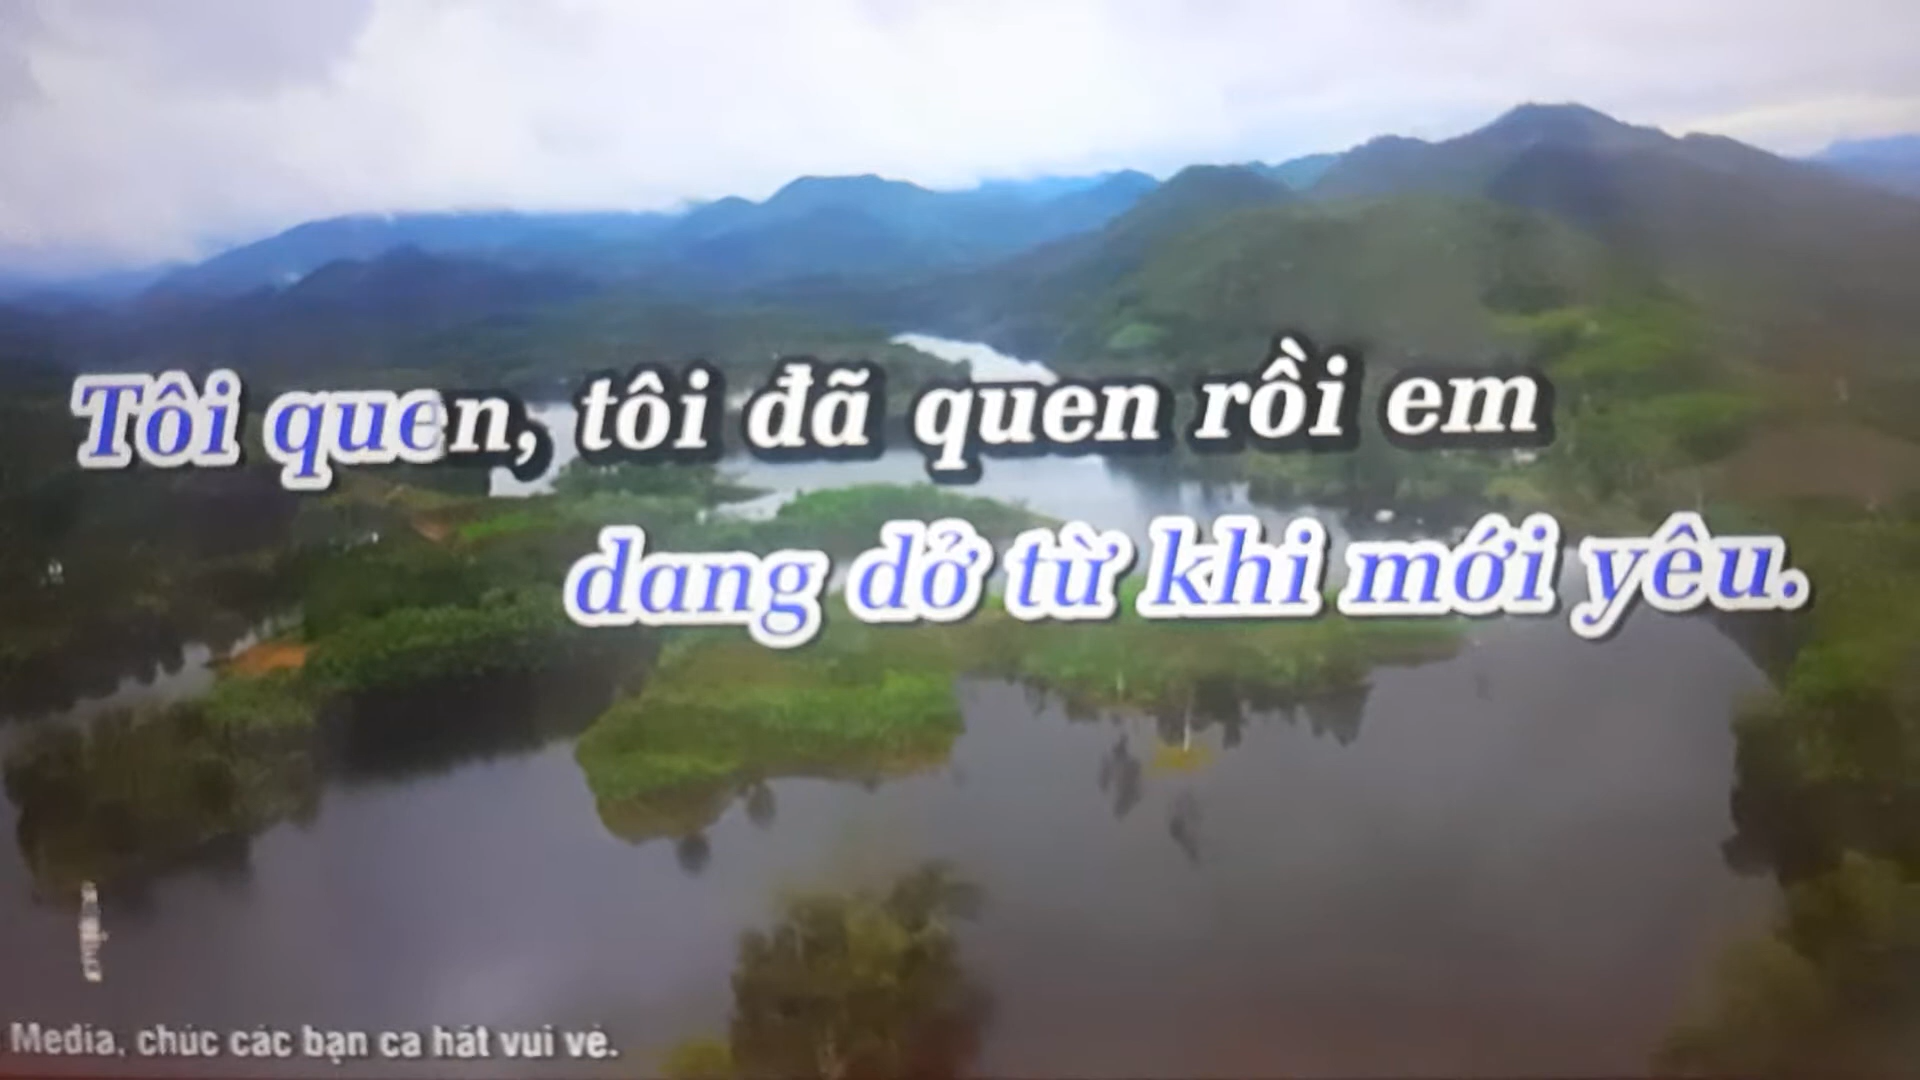 Tôi quen, tôi đã quen rồi em
dang dở từ khi mới yêu.
Media, chúc các bạn ca hát vui vẻ.